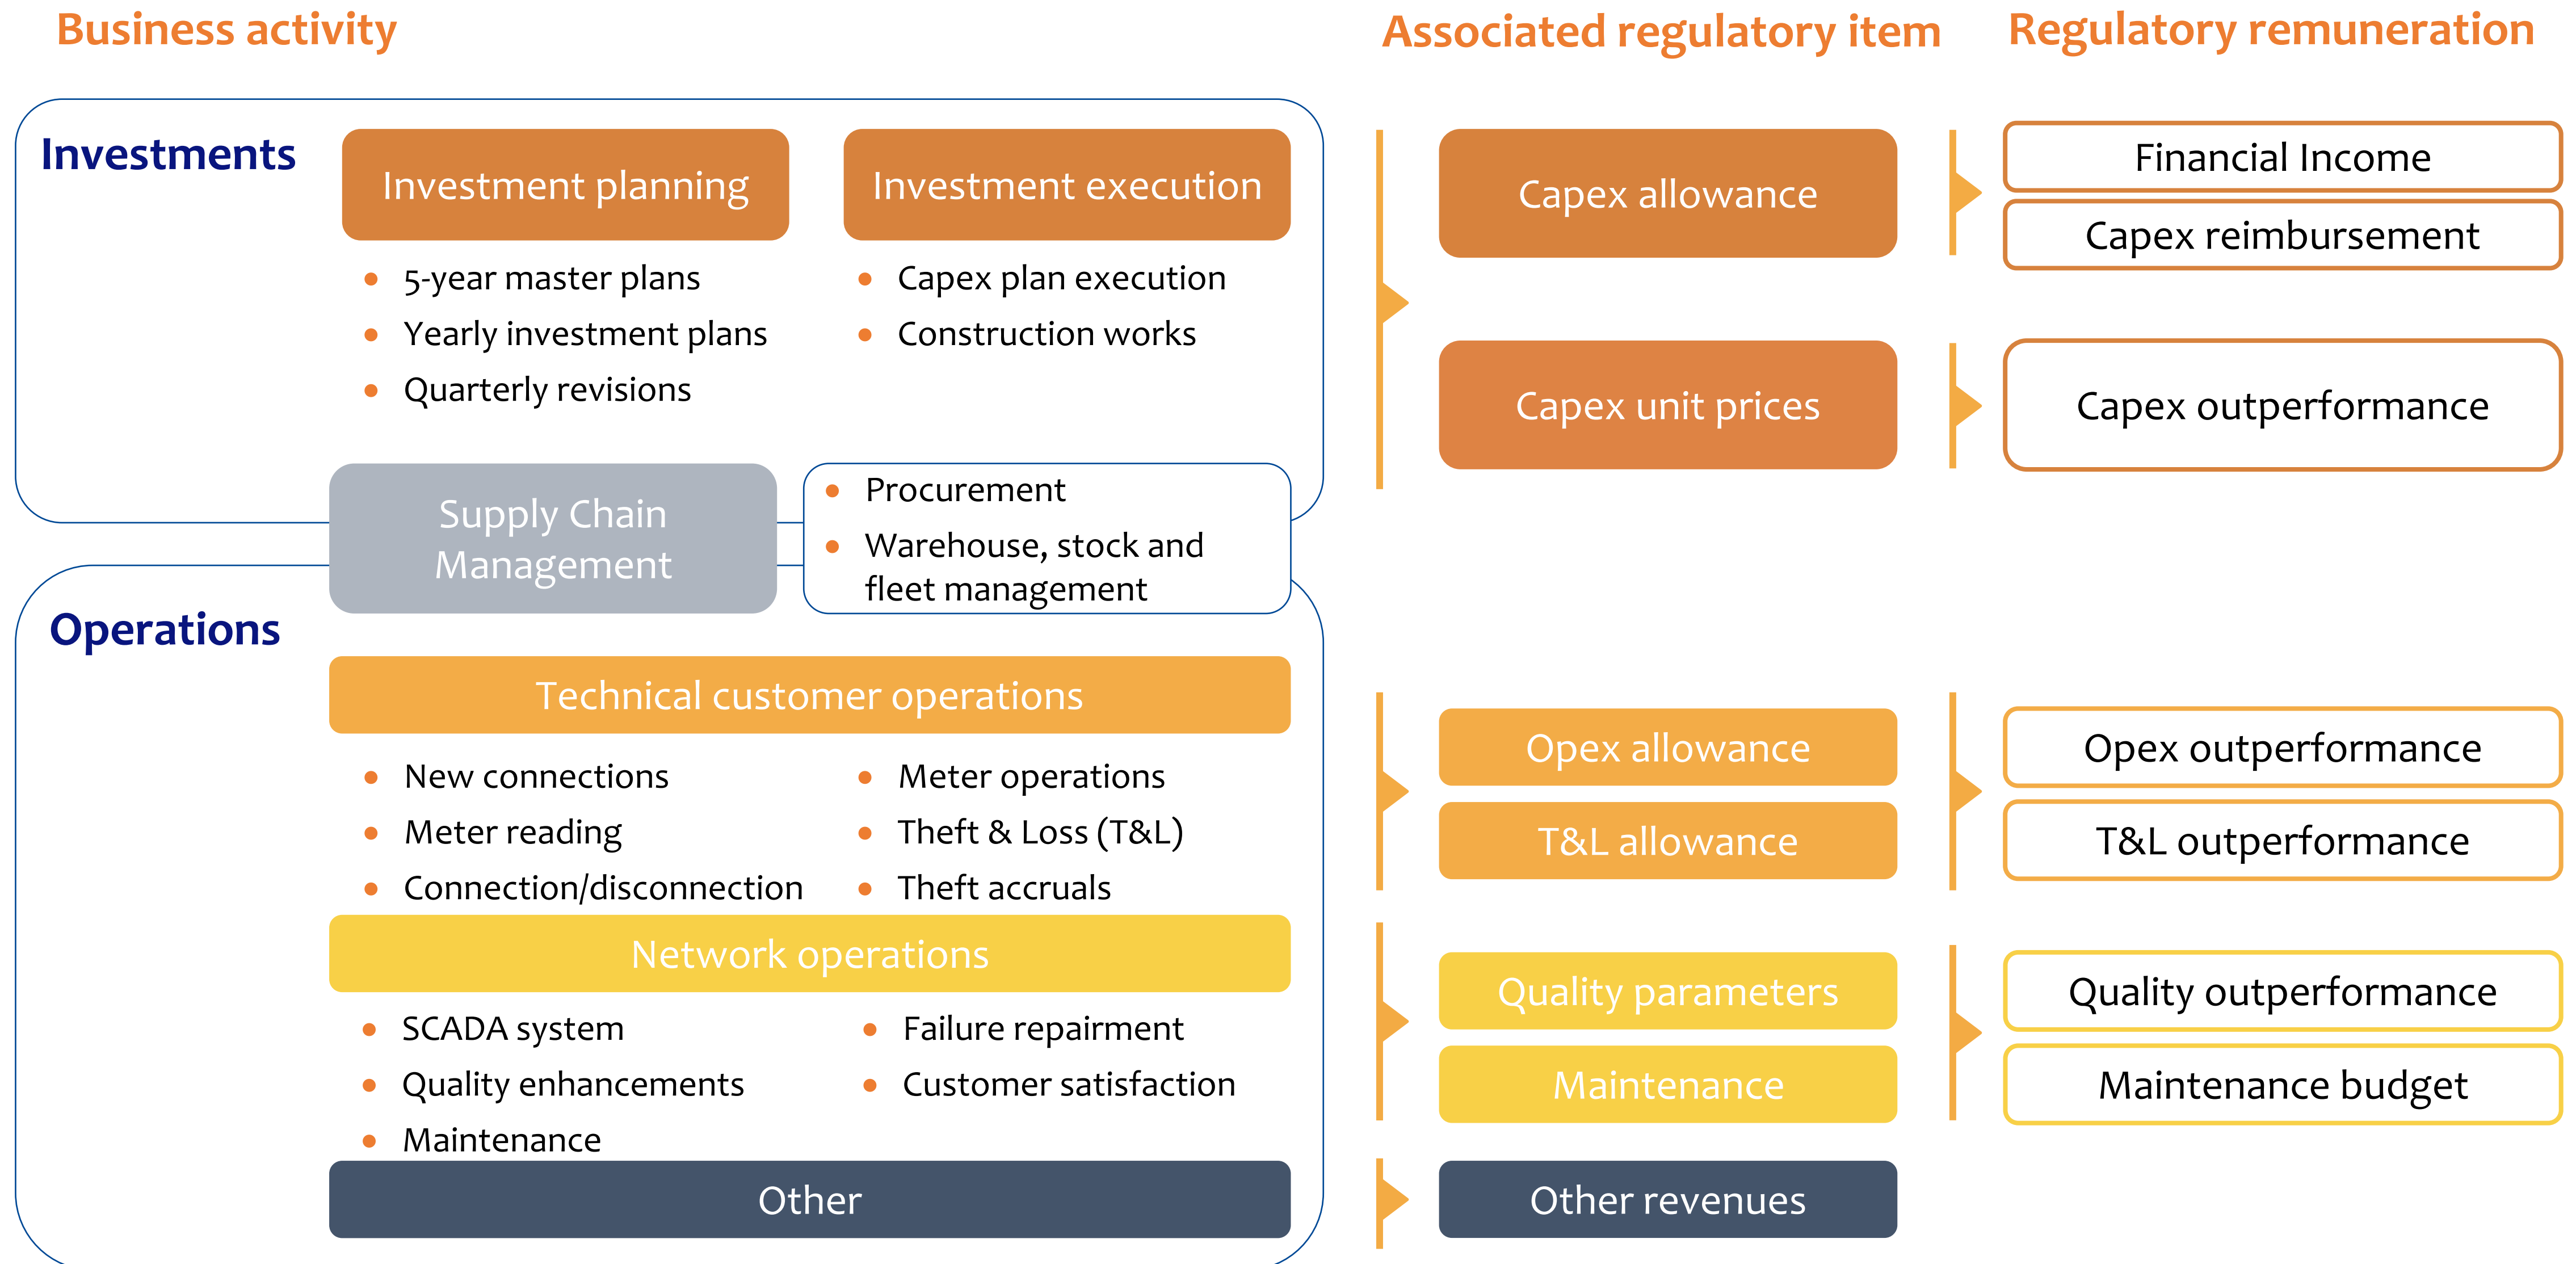 Business activity
Associated regulatory item
Regulatory remuneration
Investments
Investment planning
Investment execution
5-year master plans
Yearly investment plans
Quarterly revisions
Capex plan execution
Construction works
Capex allowance
Financial Income
Capex reimbursement
Capex unit prices
Capex outperformance
Supply Chain
Management
Procurement
Warehouse, stock and
fleet management
Operations
Technical customer operations
New connections
Meter reading
Connection/disconnection
Meter operations
Theft & Loss (T&L)
Theft accruals
Opex allowance
T&L allowance
Opex outperformance
T&L outperformance
Network operations
SCADA system
Quality enhancements
Maintenance
Failure repairment
Customer satisfaction
Quality parameters
Maintenance
Quality outperformance
Maintenance budget
Other
Other revenues